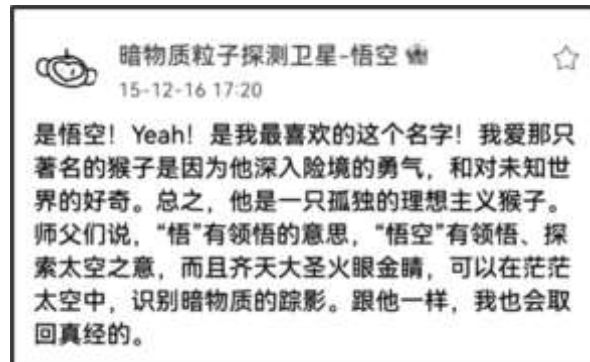 暗物质粒子探测卫星-悟空
15-12-16 17:20
是悟空！Yeah！是我最喜欢的这个名字！我爱那只
著名的猴子是因为他深入险境的勇气，和对未知世
界的好奇。总之，他是一只孤独的理想主义猴子。
师父们说，“悟”有领悟的意思，“悟空”有领悟、探
索太空之意，而且齐天大圣火眼金睛，可以在茫茫
太空中，识别暗物质的踪影。跟他一样，我也会取
回真经的。